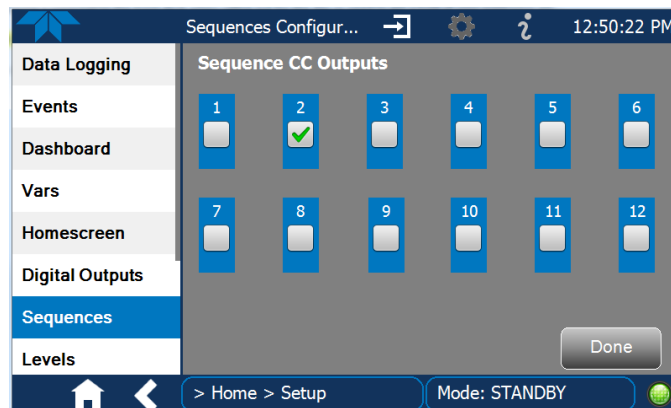 Sequences Configur... 12:50:22 PM
Data Logging
Events
Dashboard
Vars
Homescreen
Digital Outputs
Sequences
Levels
Sequence CC Outputs
1 2 3 4 5 6
7 8 9 10 11 12
Done
> Home > Setup Mode: STANDBY